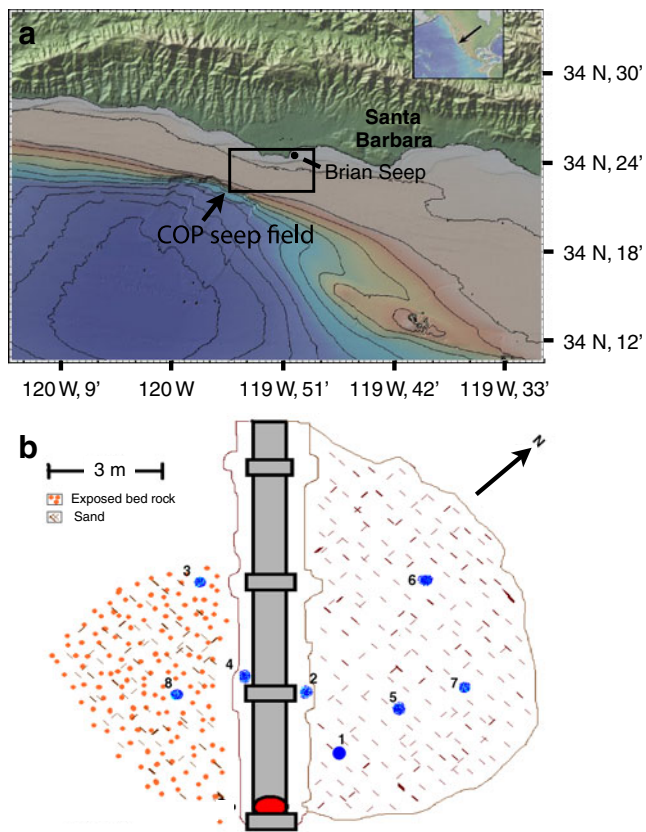 a
Santa
Barbara
Brian Seep
COP seep field
34 N, 30’
34 N, 24’
34 N, 18’
34 N, 12’
120 W, 9’ 120 W 119 W, 51’ 119 W, 42’ 119 W, 33’
b
3 m
Exposed bed rock
Sand
N
3
6
4
8
2
7
5
1